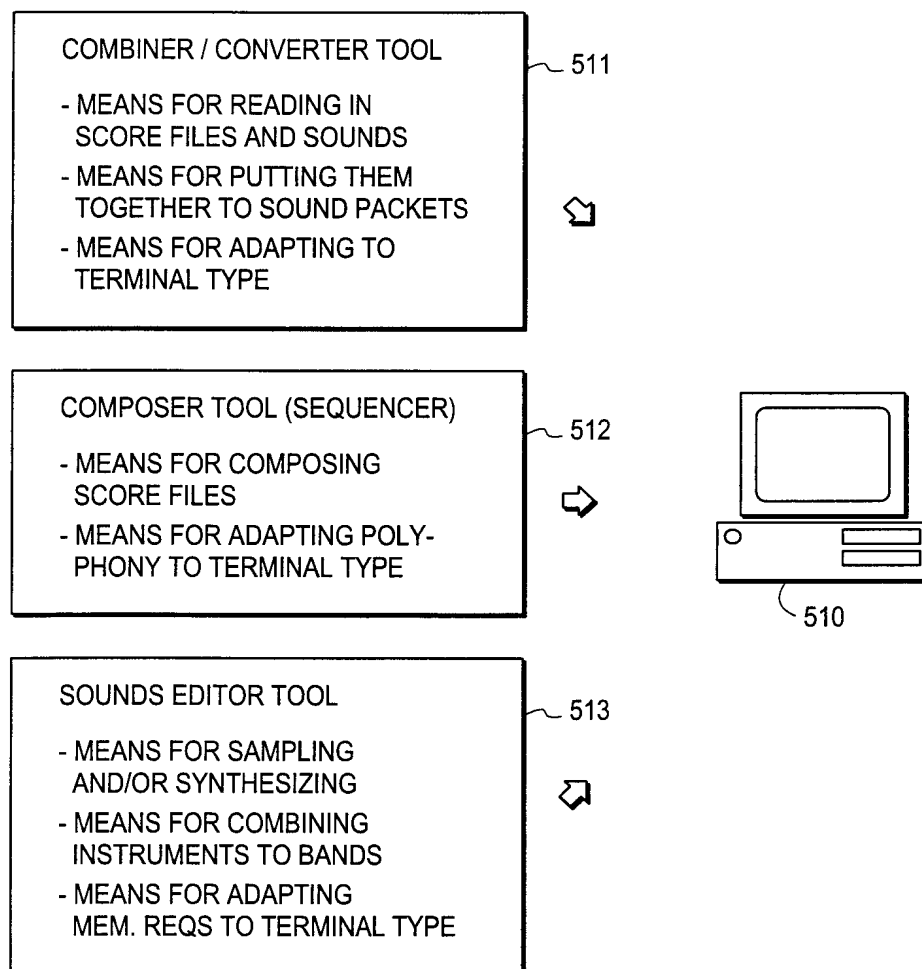 COMBINER / CONVERTER TOOL
- MEANS FOR READING IN
SCORE FILES AND SOUNDS
- MEANS FOR PUTTING THEM
TOGETHER TO SOUND PACKETS
- MEANS FOR ADAPTING TO
TERMINAL TYPE
511
COMPOSER TOOL (SEQUENCER)
- MEANS FOR COMPOSING
SCORE FILES
- MEANS FOR ADAPTING POLY-
PHONY TO TERMINAL TYPE
512
510
SOUNDS EDITOR TOOL
- MEANS FOR SAMPLING
AND/OR SYNTHESIZING
- MEANS FOR COMBINING
INSTRUMENTS TO BANDS
- MEANS FOR ADAPTING
MEM. REQS TO TERMINAL TYPE
513